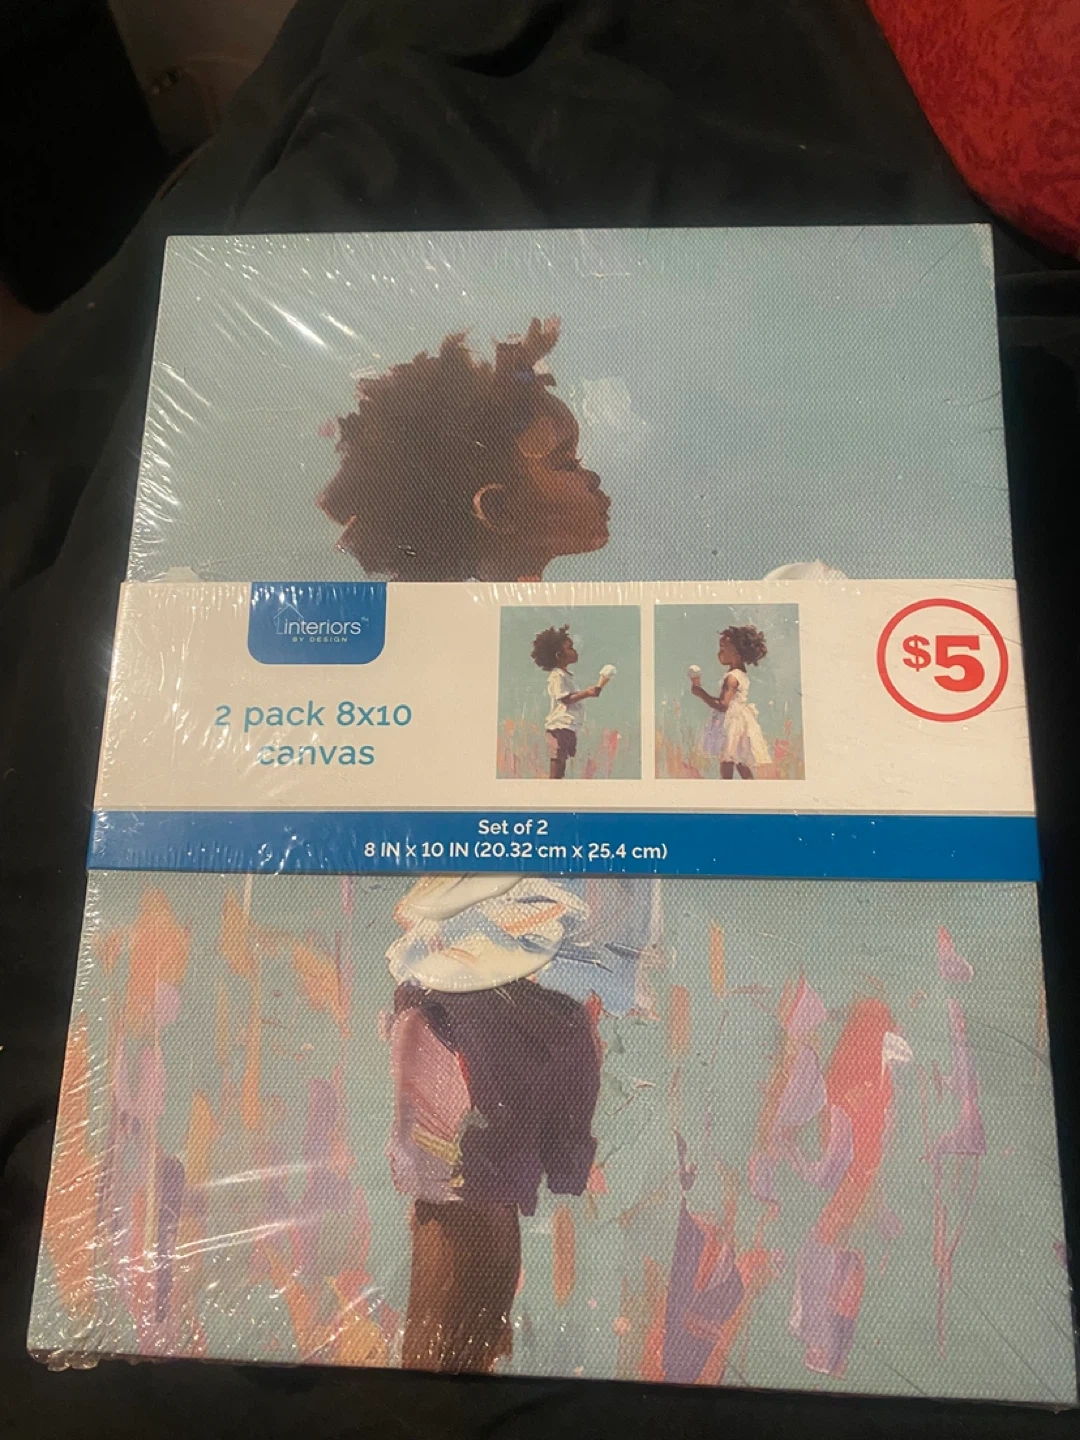 interiors™
BY DESIGN
$5
2 pack 8x10
canvas
Set of 2
8 IN x 10 IN (20.32 cm x 25.4 cm)